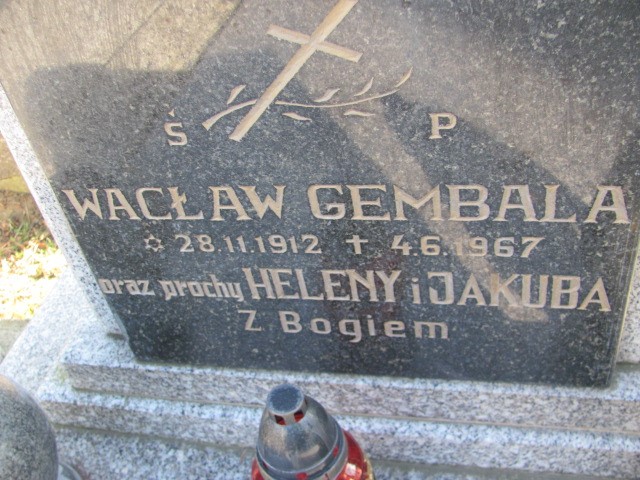 Ś P
WACŁAW GEMBALA
✡ 28.11.1912 ✝ 4.6.1967
oraz prochy HELENY i JAKUBA
Z Bogiem